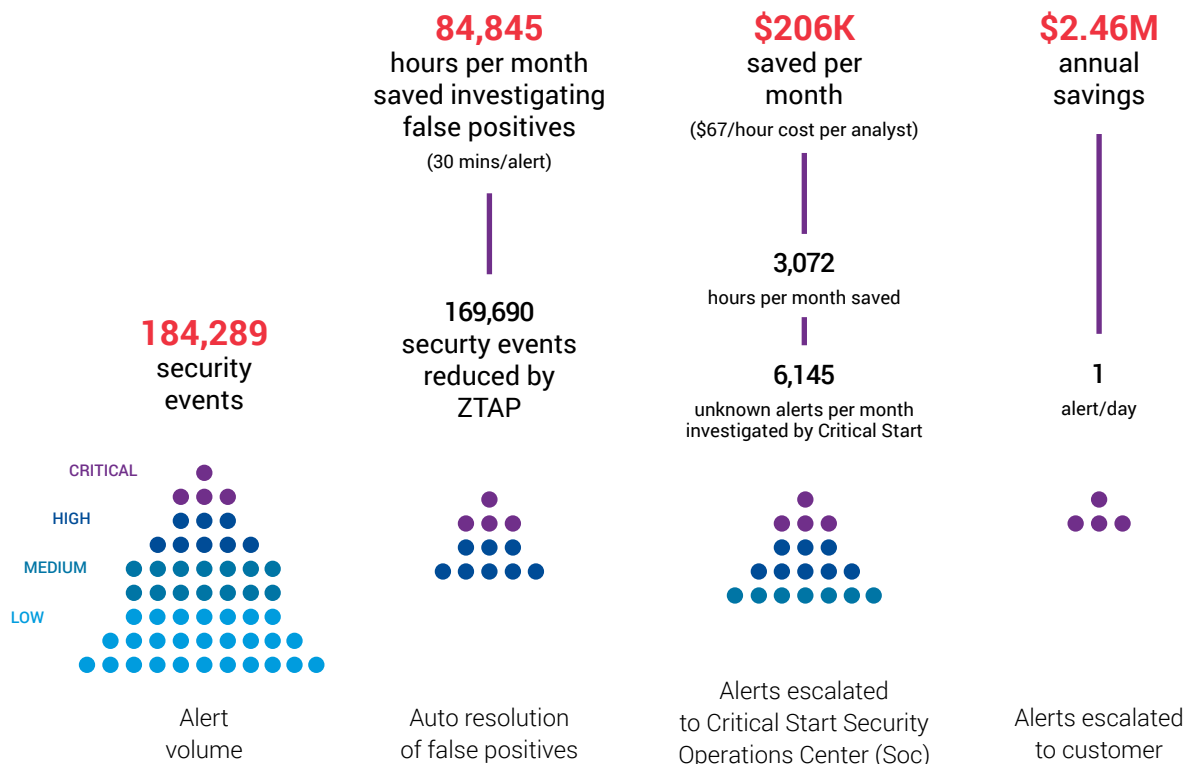 84,845
hours per month
saved investigating
false positives
(30 mins/alert)
$206K
saved per
month
($67/hour cost per analyst)
$2.46M
annual
savings
3,072
hours per month saved
184,289
security
events
169,690
securty events
reduced by
ZTAP
6,145
unknown alerts per month
investigated by Critical Start
1
alert/day
CRITICAL
HIGH
MEDIUM
LOW
Alert
volume
Auto resolution
of false positives
Alerts escalated
to Critical Start Security
Operations Center (Soc)
Alerts escalated
to customer